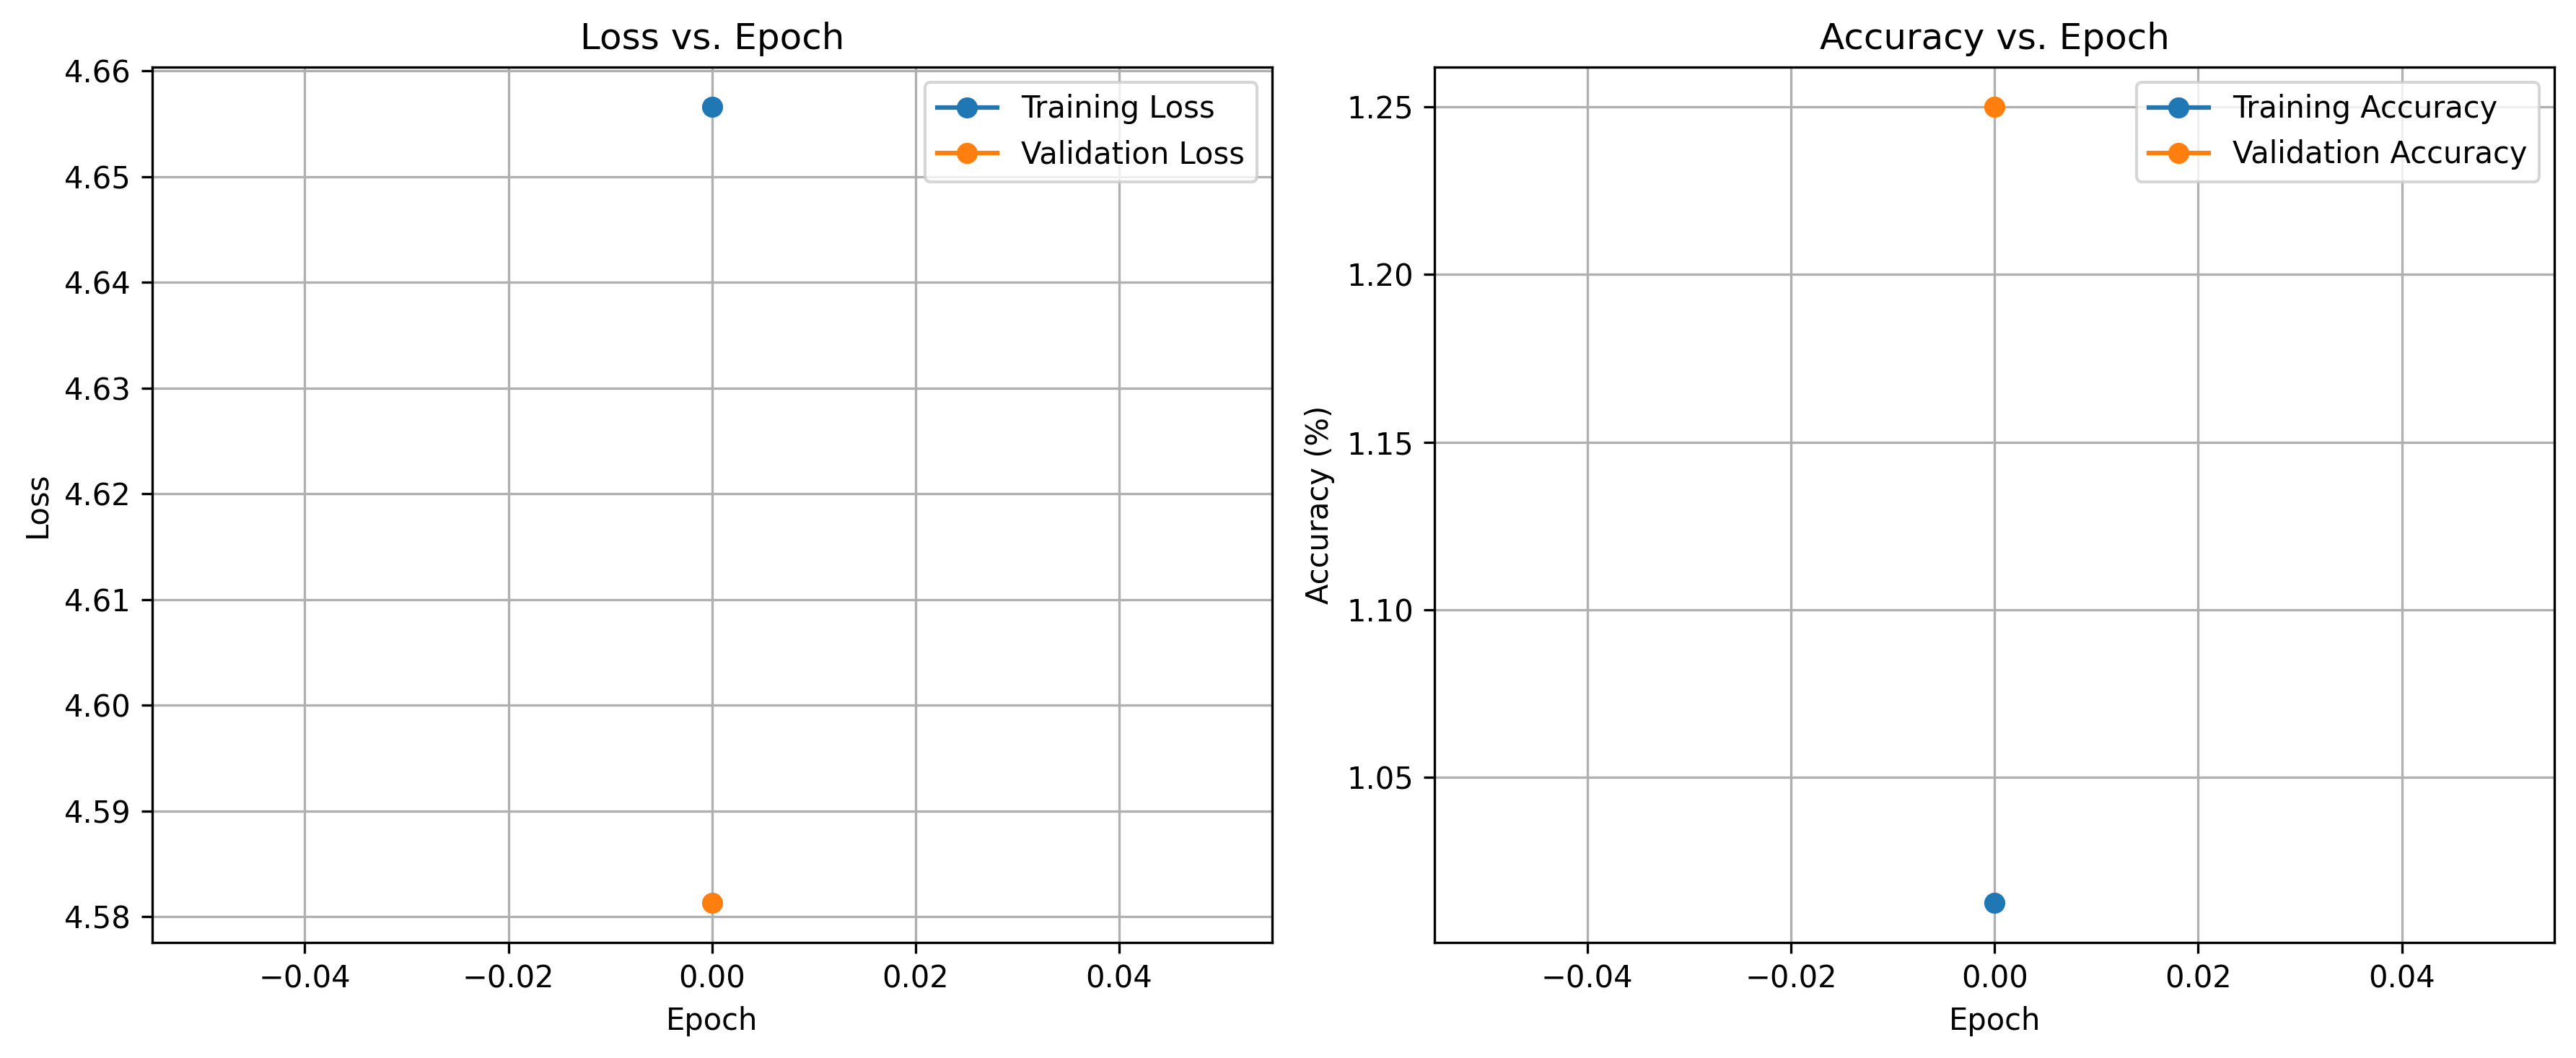 Loss vs. Epoch
4.66
4.65
4.64
4.63
4.62
4.61
4.60
4.59
4.58
Loss
Training Loss
Validation Loss
−0.04 −0.02 0.00 0.02 0.04
Epoch
Accuracy vs. Epoch
1.25
1.20
1.15
1.10
1.05
Accuracy (%)
Training Accuracy
Validation Accuracy
−0.04 −0.02 0.00 0.02 0.04
Epoch